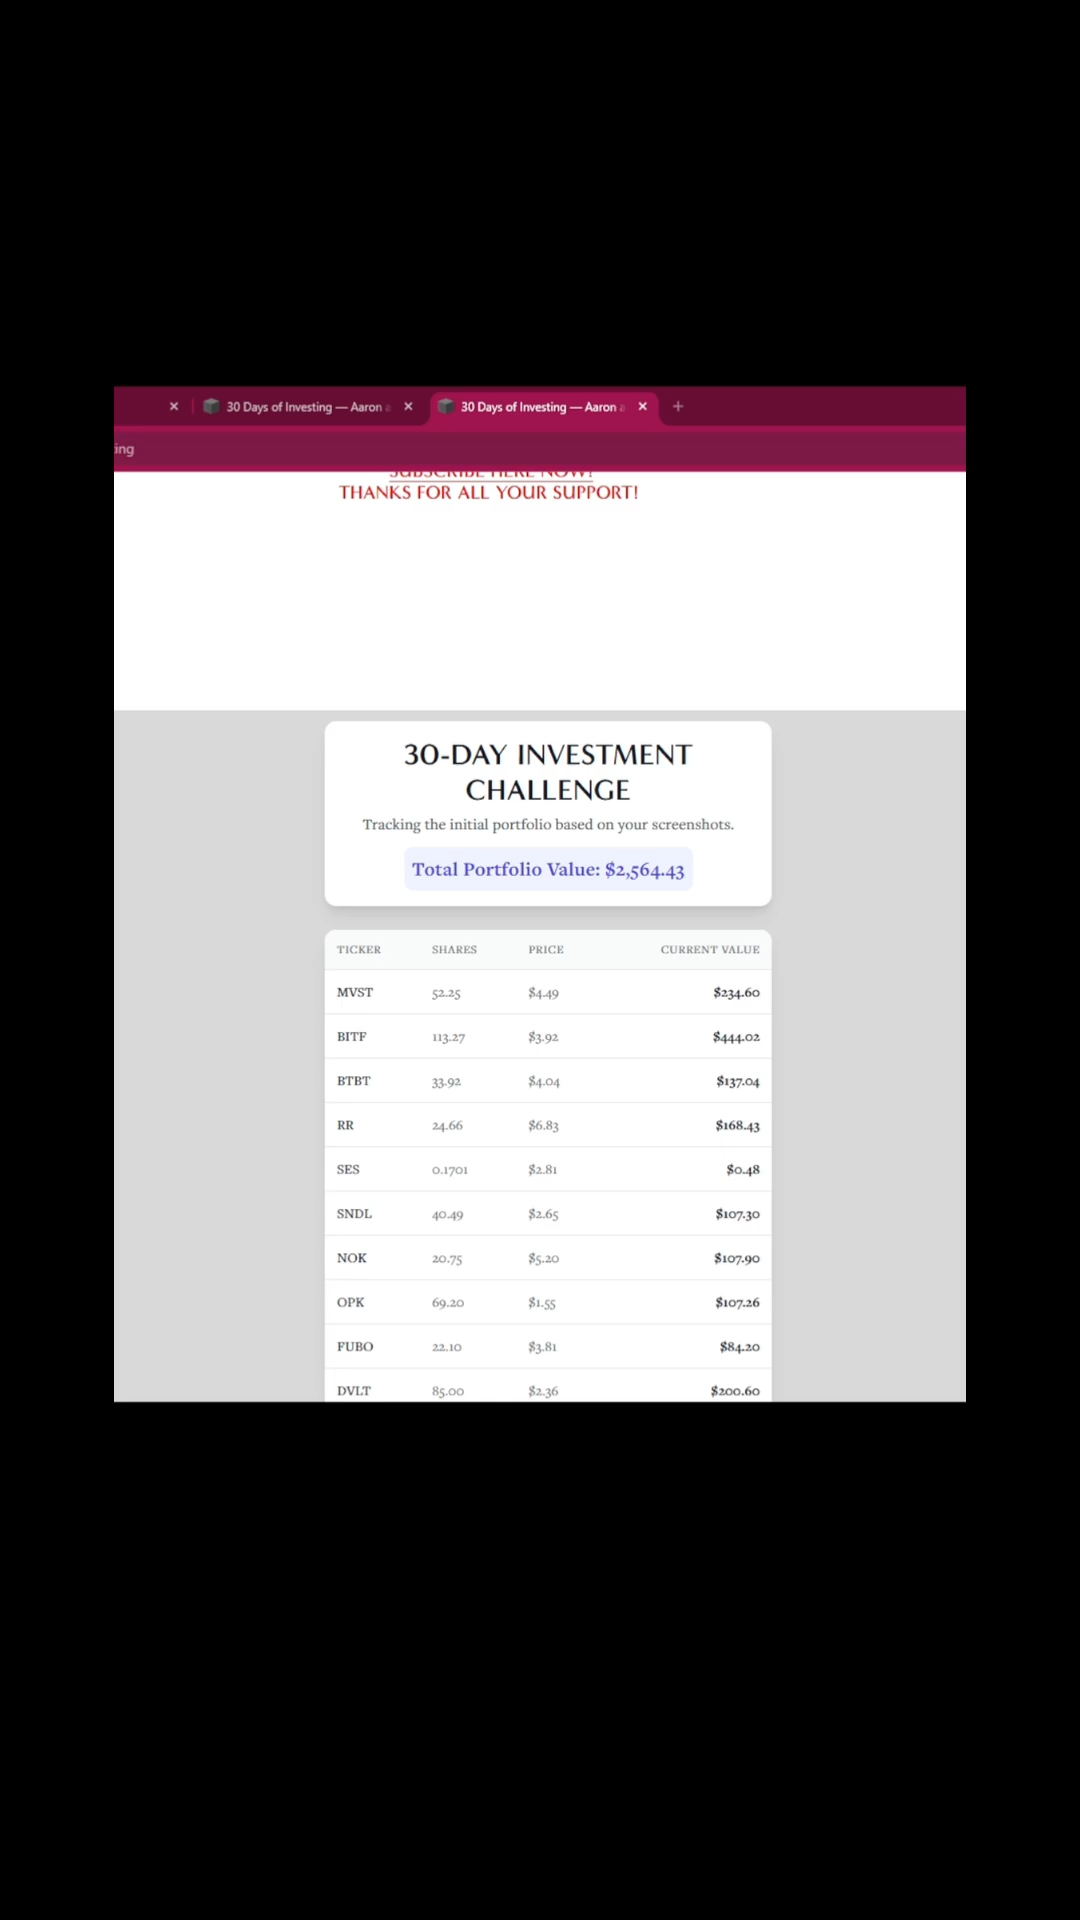 30 Days of Investing — Aaron
30 Days of Investing — Aaron
ing
SUBSCRIBE HERE NOW!
THANKS FOR ALL YOUR SUPPORT!
30-DAY INVESTMENT
CHALLENGE
Tracking the initial portfolio based on your screenshots.
Total Portfolio Value: $2,564.43
TICKER SHARES PRICE CURRENT VALUE
MVST 52.25 $4.49 $234.60
BITF 113.27 $3.92 $444.02
BTBT 33.92 $4.04 $137.04
RR 24.66 $6.83 $168.43
SES 0.1701 $2.81 $0.48
SNDL 40.49 $2.65 $107.30
NOK 20.75 $5.20 $107.90
OPK 69.20 $1.55 $107.26
FUBO 22.10 $3.81 $84.20
DVLT 85.00 $2.36 $200.60